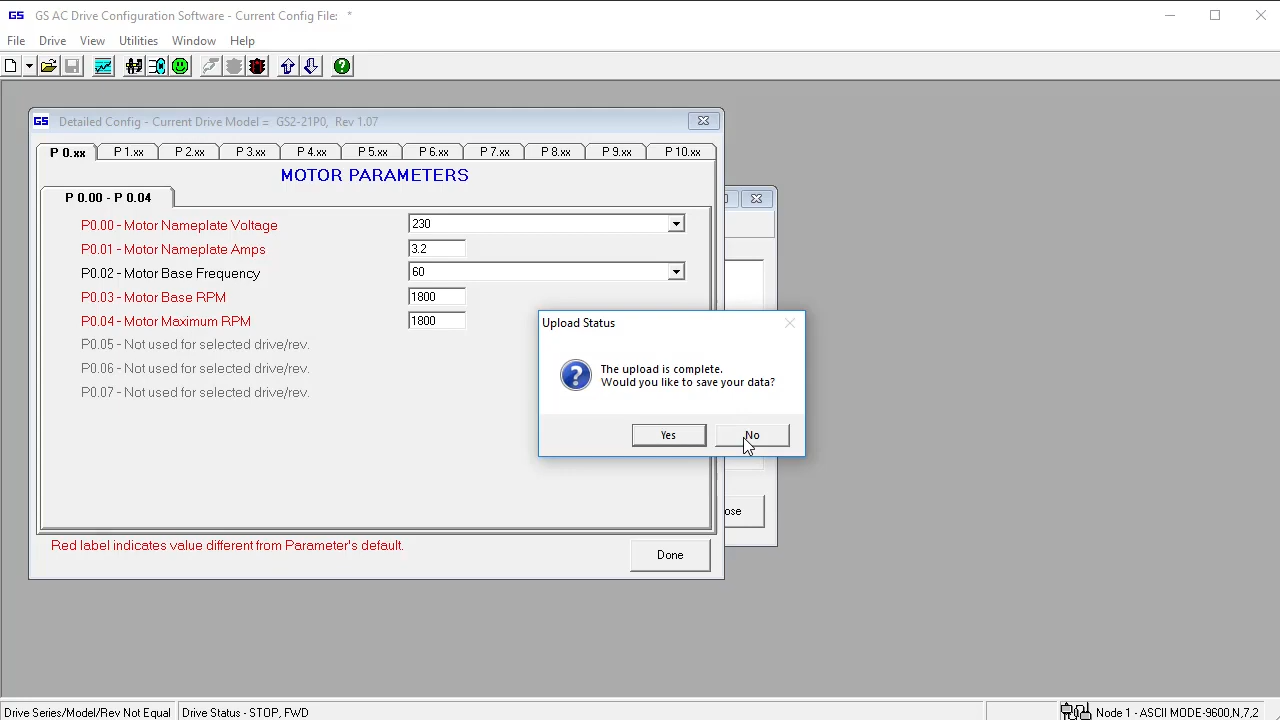 GS GS AC Drive Configuration Software - Current Config File: *
File Drive View Utilities Window Help
GS Detailed Config - Current Drive Model = GS2-21P0, Rev 1.07
P 0.xx P 1.xx P 2.xx P 3.xx P 4.xx P 5.xx P 6.xx P 7.xx P 8.xx P 9.xx P 10.xx
MOTOR PARAMETERS
P 0.00 - P 0.04
P0.00 - Motor Nameplate Voltage 230
P0.01 - Motor Nameplate Amps 3.2
P0.02 - Motor Base Frequency 60
P0.03 - Motor Base RPM 1800
P0.04 - Motor Maximum RPM 1800
P0.05 - Not used for selected drive/rev.
P0.06 - Not used for selected drive/rev.
P0.07 - Not used for selected drive/rev.
Upload Status
The upload is complete.
Would you like to save your data?
Yes No
ose
Red label indicates value different from Parameter's default.
Done
Drive Series/Model/Rev Not Equal Drive Status - STOP, FWD Node 1 - ASCII MODE-9600,N,7,2